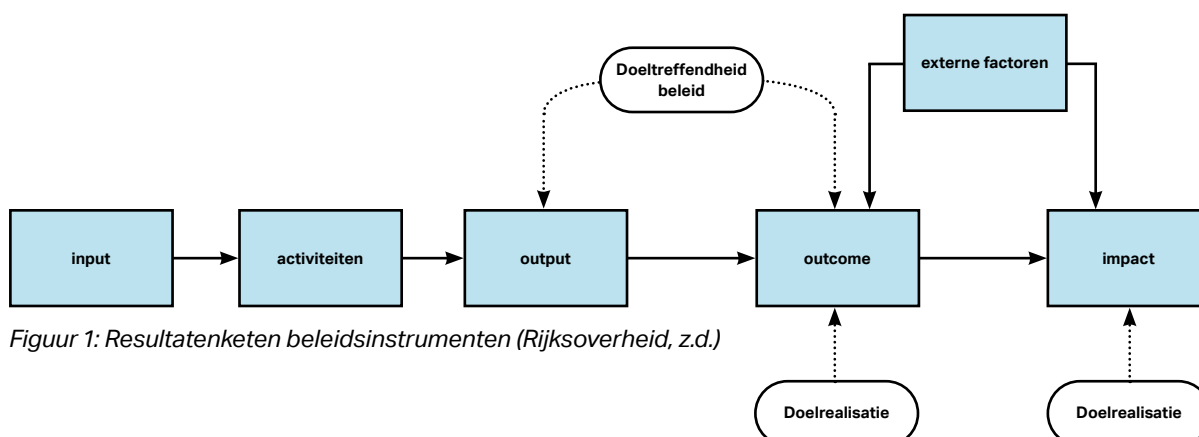 externe factoren
Doeltreffendheid
beleid
input
activiteiten
output
outcome
impact
Figuur 1: Resultatenketen beleidsinstrumenten (Rijksoverheid, z.d.)
Doelrealisatie
Doelrealisatie